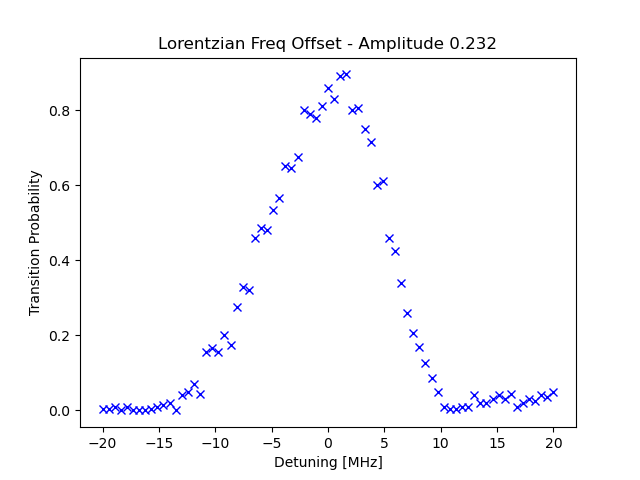 Lorentzian Freq Offset - Amplitude 0.232
Transition Probability
0.8
0.6
0.4
0.2
0.0
−20 −15 −10 −5 0 5 10 15 20
Detuning [MHz]